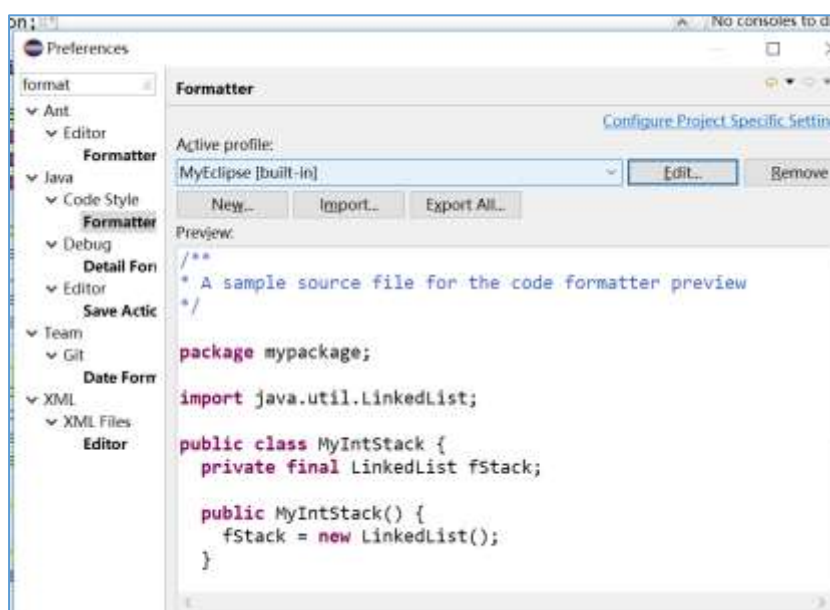 on;
No consoles to d
Preferences
format
Ant
Editor
Formatter
Java
Code Style
Formatter
Debug
Detail Forr
Editor
Save Actic
Team
Git
Date Form
XML
XML Files
Editor
Formatter
Configure Project Specific Settin
Active profile:
MyEclipse [built-in]
Edit...
Remove
New...
Import...
Export All...
Preview:
/**
* A sample source file for the code formatter preview
*/
package mypackage;
import java.util.LinkedList;
public class MyIntStack {
private final LinkedList fStack;
public MyIntStack() {
fStack = new LinkedList();
}